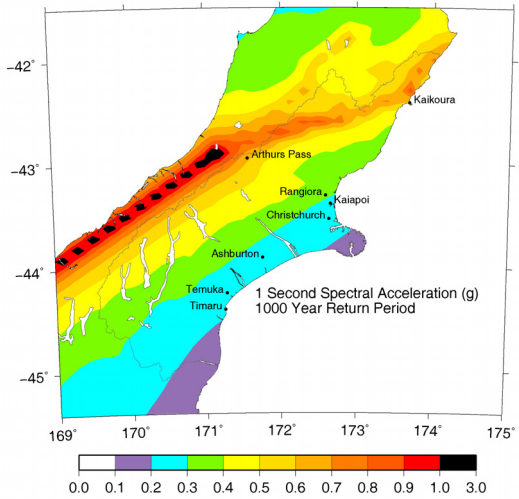 −42°
Kaikoura
Arthurs Pass
−43°
Rangiora
Kaiapoi
Christchurch
Ashburton
−44°
Temuka
1 Second Spectral Acceleration (g)
Timaru
1000 Year Return Period
−45°
169° 170° 171° 172° 173° 174° 175°
0.0 0.1 0.2 0.3 0.4 0.5 0.6 0.7 0.8 0.9 1.0 3.0